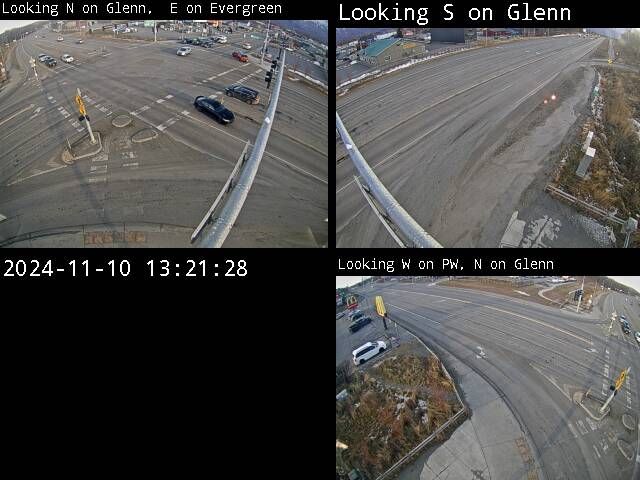 Looking N on Glenn,  E on Evergreen
Looking S on Glenn
2024-11-10 13:21:28
Looking W on PW, N on Glenn